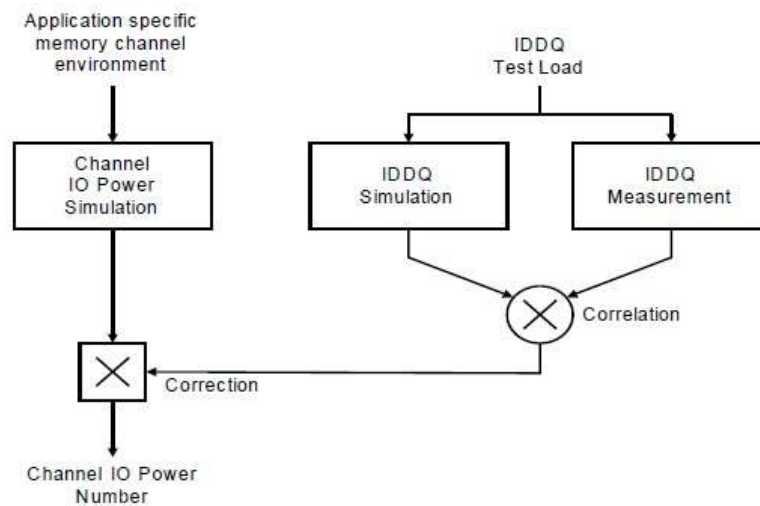 Application specific
memory channel
environment
IDDQ
Test Load
Channel
IO Power
Simulation
IDDQ
Simulation
IDDQ
Measurement
Correlation
Correction
Channel IO Power
Number